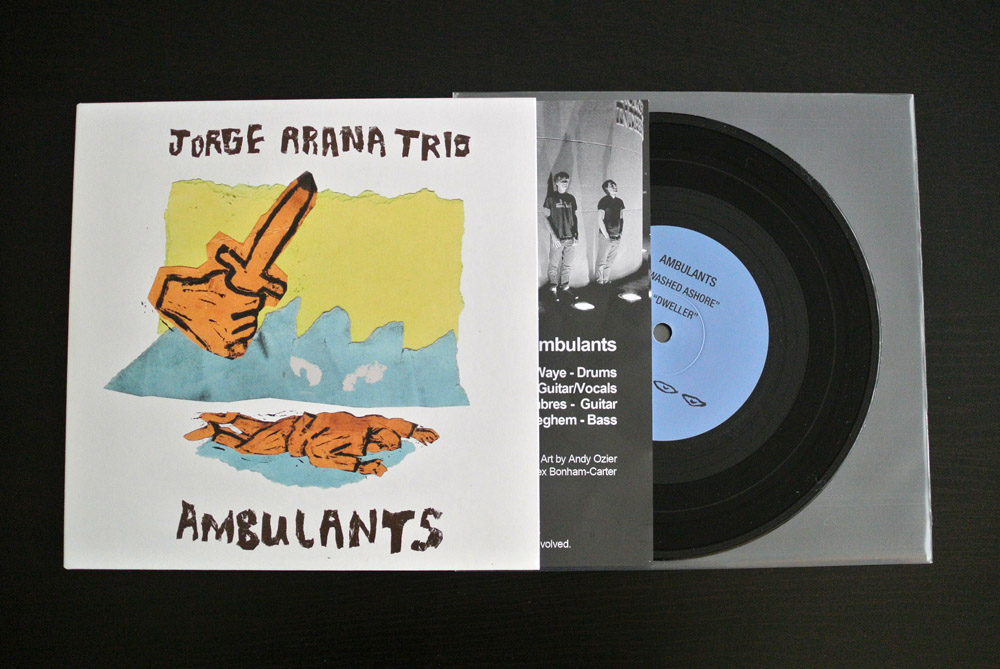 JORGE ARANA TRIO
AMBULANTS
mbulants
Waye - Drums
Guitar/Vocals
bres - Guitar
eghem - Bass
Art by Andy Ozier
ex Bonham-Carter
volved.
AMBULANTS
WASHED ASHORE"
"DWELLER"